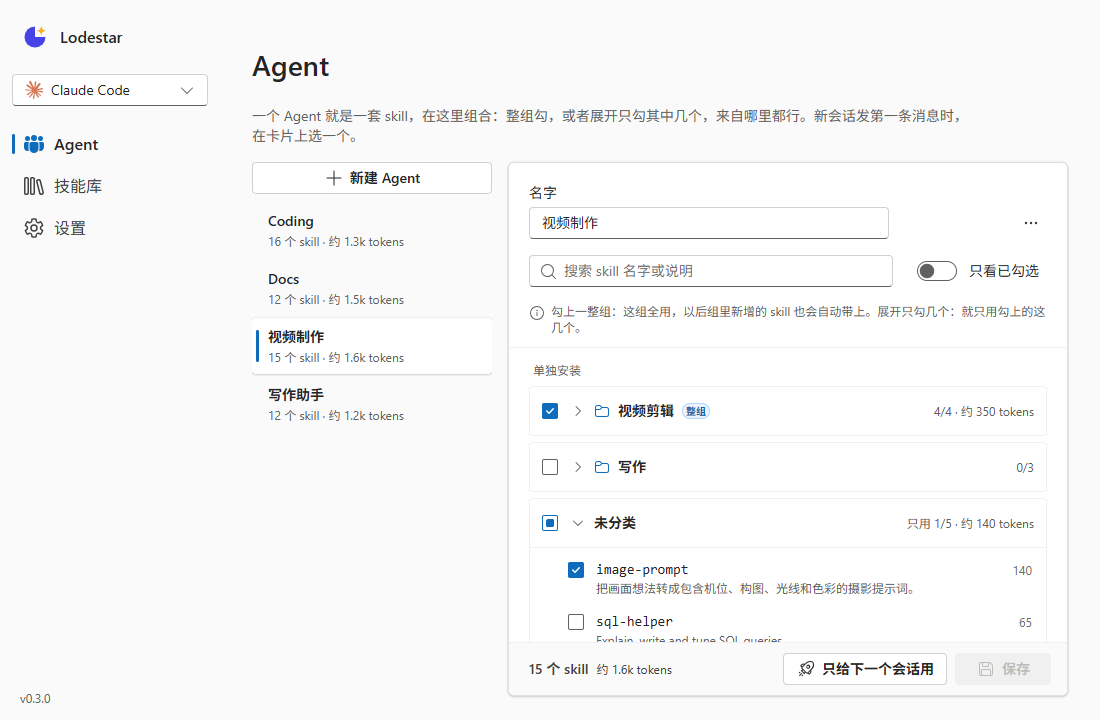 Lodestar
Claude Code
Agent
技能库
设置
v0.3.0
Agent
一个 Agent 就是一套 skill，在这里组合：整组勾，或者展开只勾其中几个，来自哪里都行。新会话发第一条消息时，
在卡片上选一个。
新建 Agent
Coding
16 个 skill · 约 1.3k tokens
Docs
12 个 skill · 约 1.5k tokens
视频制作
15 个 skill · 约 1.6k tokens
写作助手
12 个 skill · 约 1.2k tokens
名字
视频制作
搜索 skill 名字或说明
只看已勾选
勾上一整组：这组全用，以后组里新增的 skill 也会自动带上。展开只勾几个：就只用勾上的这
几个。
单独安装
视频剪辑 整组 4/4 · 约 350 tokens
写作 0/3
未分类 只用 1/5 · 约 140 tokens
image-prompt 140
把画面想法转成包含机位、构图、光线和色彩的摄影提示词。
sql-helper 65
Explain, write and tune SQL queries.
15 个 skill 约 1.6k tokens
只给下一个会话用
保存